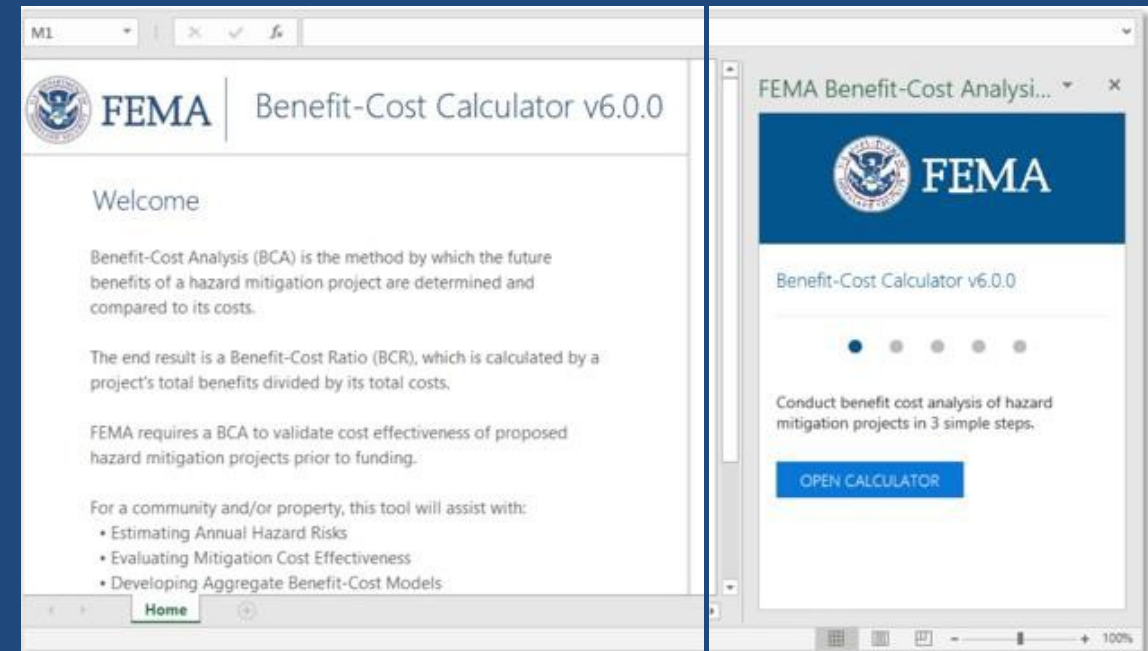 M1
FEMA
Benefit-Cost Calculator v6.0.0
Welcome
Benefit-Cost Analysis (BCA) is the method by which the future
benefits of a hazard mitigation project are determined and
compared to its costs.
The end result is a Benefit-Cost Ratio (BCR), which is calculated by a
project's total benefits divided by its total costs.
FEMA requires a BCA to validate cost effectiveness of proposed
hazard mitigation projects prior to funding.
For a community and/or property, this tool will assist with:
• Estimating Annual Hazard Risks
• Evaluating Mitigation Cost Effectiveness
• Developing Aggregate Benefit-Cost Models
Home
FEMA Benefit-Cost Analysi...
FEMA
Benefit-Cost Calculator v6.0.0
Conduct benefit cost analysis of hazard
mitigation projects in 3 simple steps.
OPEN CALCULATOR
100%